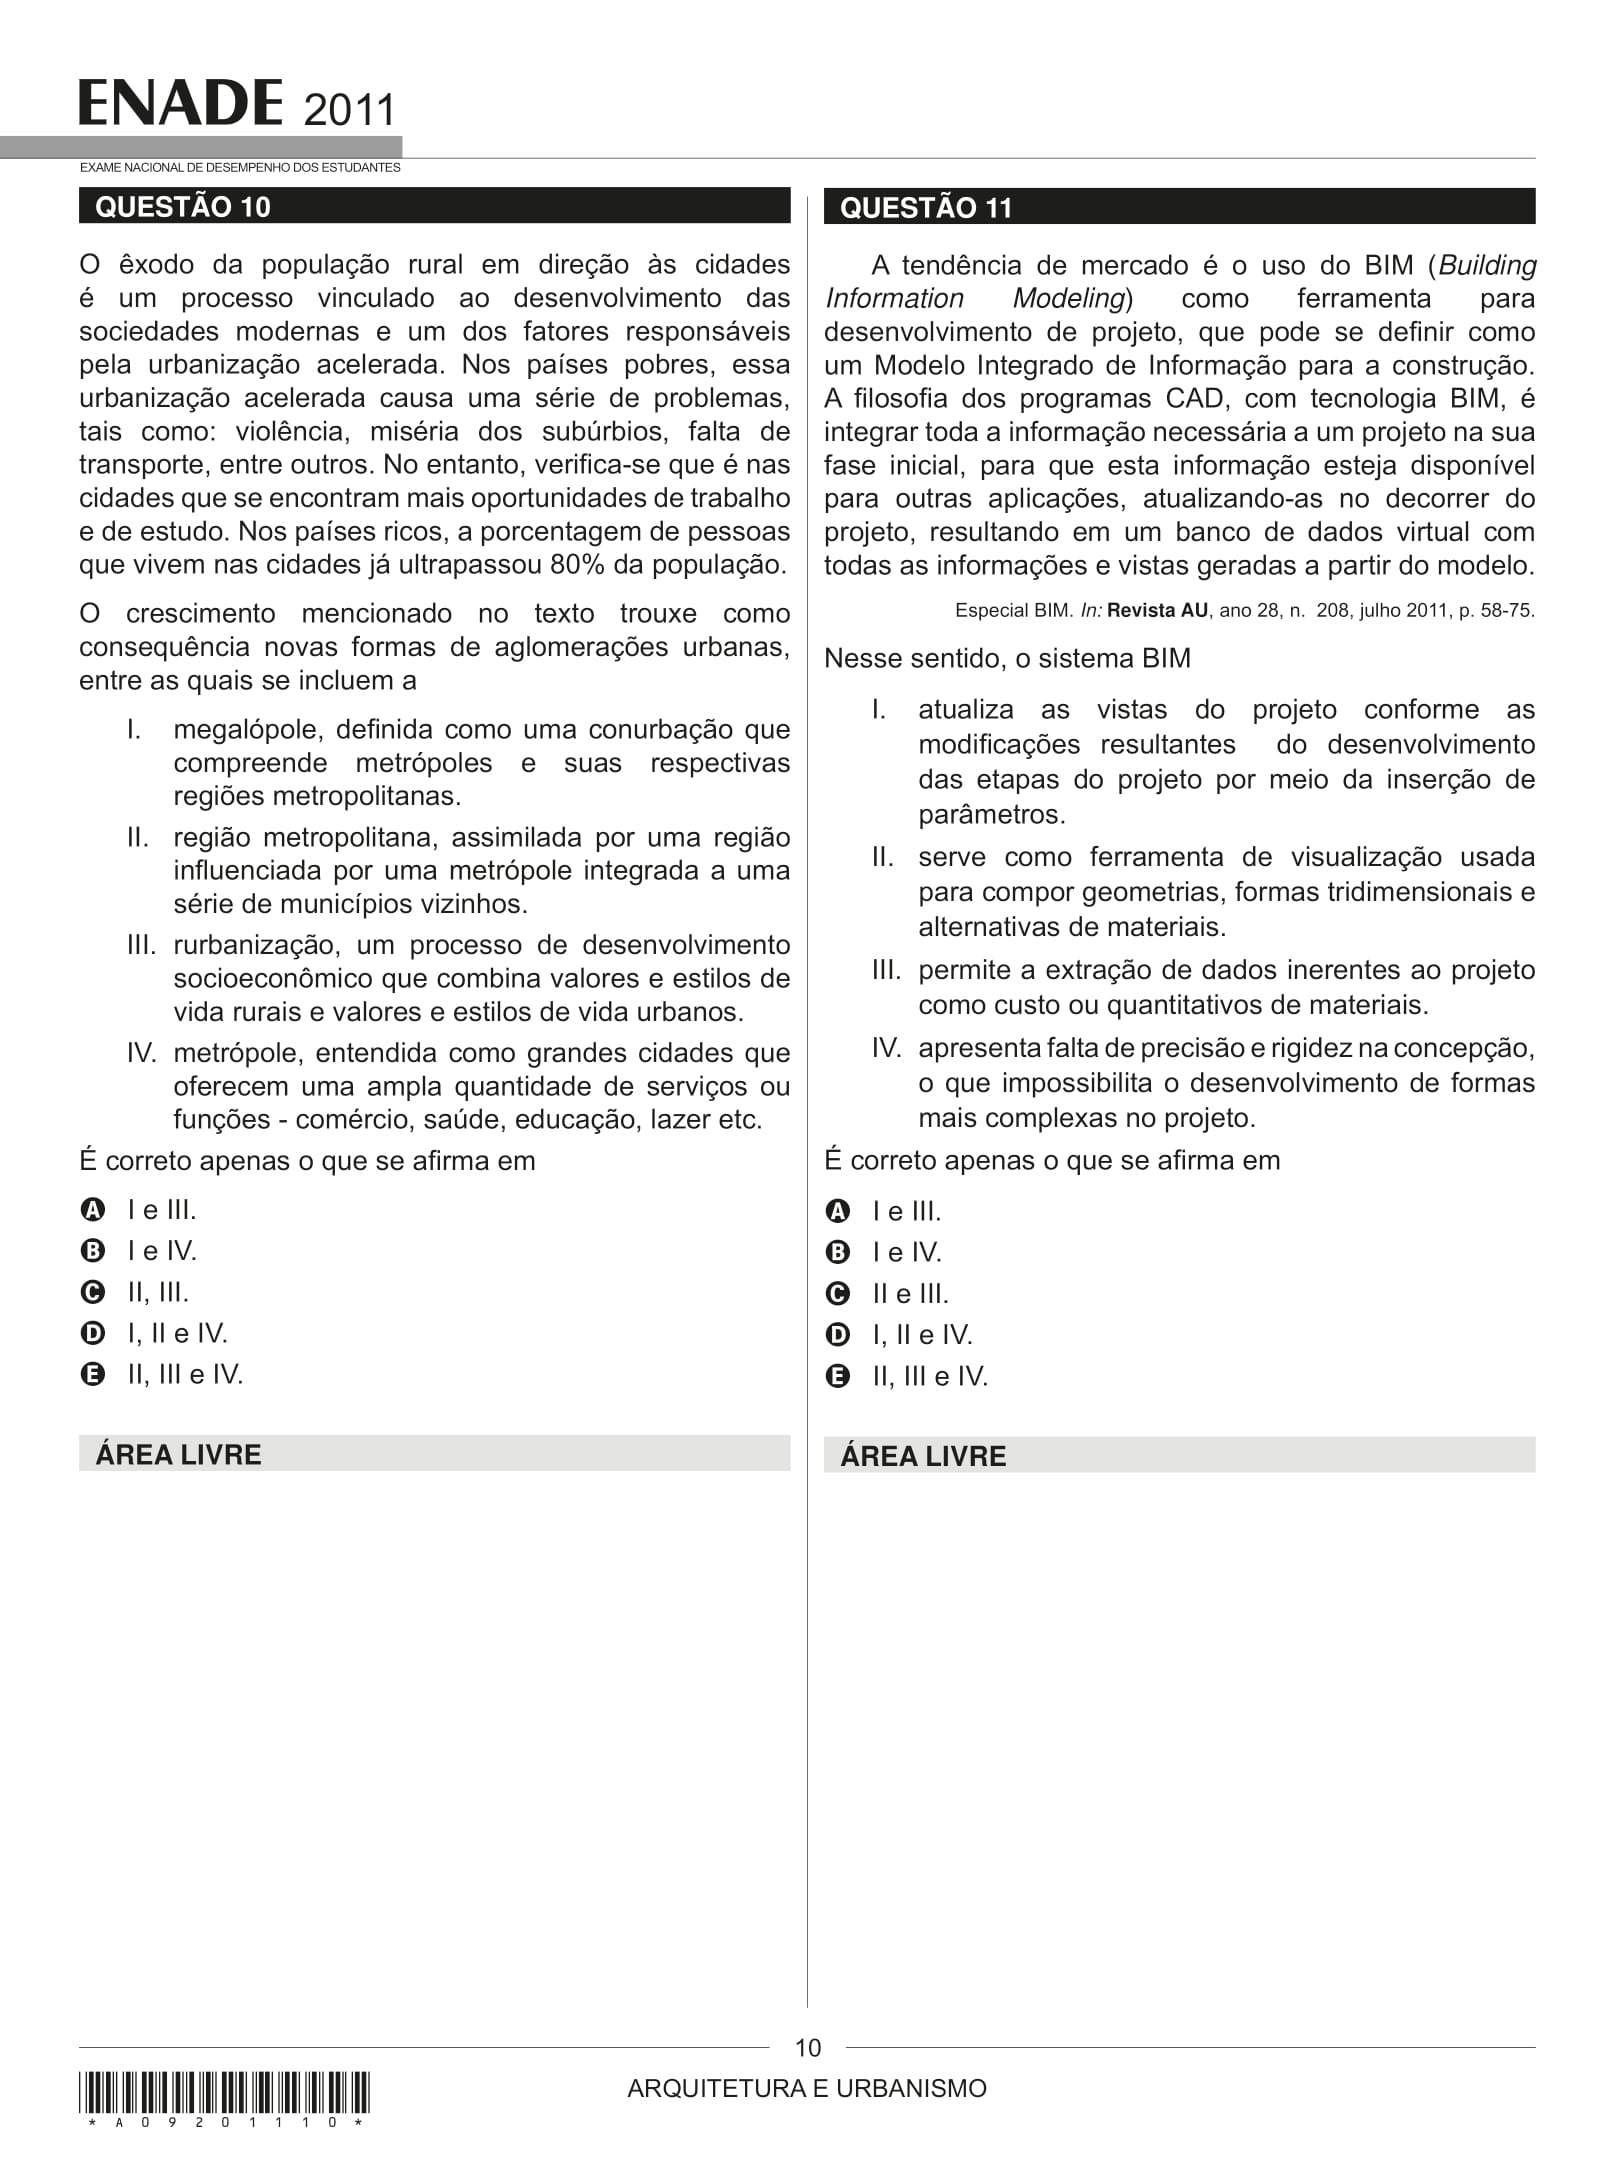 ENADE 2011
EXAME NACIONAL DE DESEMPENHO DOS ESTUDANTES
QUESTÃO 10
O êxodo da população rural em direção às cidades
é um processo vinculado ao desenvolvimento das
sociedades modernas e um dos fatores responsáveis
pela urbanização acelerada. Nos países pobres, essa
urbanização acelerada causa uma série de problemas,
tais como: violência, miséria dos subúrbios, falta de
transporte, entre outros. No entanto, verifica-se que é nas
cidades que se encontram mais oportunidades de trabalho
e de estudo. Nos países ricos, a porcentagem de pessoas
que vivem nas cidades já ultrapassou 80% da população.
O crescimento mencionado no texto trouxe como
consequência novas formas de aglomerações urbanas,
entre as quais se incluem a
I. megalópole, definida como uma conurbação que
compreende metrópoles e suas respectivas
regiões metropolitanas.
II. região metropolitana, assimilada por uma região
influenciada por uma metrópole integrada a uma
série de municípios vizinhos.
III. rurbanização, um processo de desenvolvimento
socioeconômico que combina valores e estilos de
vida rurais e valores e estilos de vida urbanos.
IV. metrópole, entendida como grandes cidades que
oferecem uma ampla quantidade de serviços ou
funções - comércio, saúde, educação, lazer etc.
É correto apenas o que se afirma em
A I e III.
B I e IV.
C II, III.
D I, II e IV.
E II, III e IV.
ÁREA LIVRE
QUESTÃO 11
A tendência de mercado é o uso do BIM (Building
Information Modeling) como ferramenta para
desenvolvimento de projeto, que pode se definir como
um Modelo Integrado de Informação para a construção.
A filosofia dos programas CAD, com tecnologia BIM, é
integrar toda a informação necessária a um projeto na sua
fase inicial, para que esta informação esteja disponível
para outras aplicações, atualizando-as no decorrer do
projeto, resultando em um banco de dados virtual com
todas as informações e vistas geradas a partir do modelo.
Especial BIM. In: Revista AU, ano 28, n. 208, julho 2011, p. 58-75.
Nesse sentido, o sistema BIM
I. atualiza as vistas do projeto conforme as
modificações resultantes do desenvolvimento
das etapas do projeto por meio da inserção de
parâmetros.
II. serve como ferramenta de visualização usada
para compor geometrias, formas tridimensionais e
alternativas de materiais.
III. permite a extração de dados inerentes ao projeto
como custo ou quantitativos de materiais.
IV. apresenta falta de precisão e rigidez na concepção,
o que impossibilita o desenvolvimento de formas
mais complexas no projeto.
É correto apenas o que se afirma em
A I e III.
B I e IV.
C II e III.
D I, II e IV.
E II, III e IV.
ÁREA LIVRE
10
ARQUITETURA E URBANISMO
* A 0 9 2 0 1 1 1 0 *